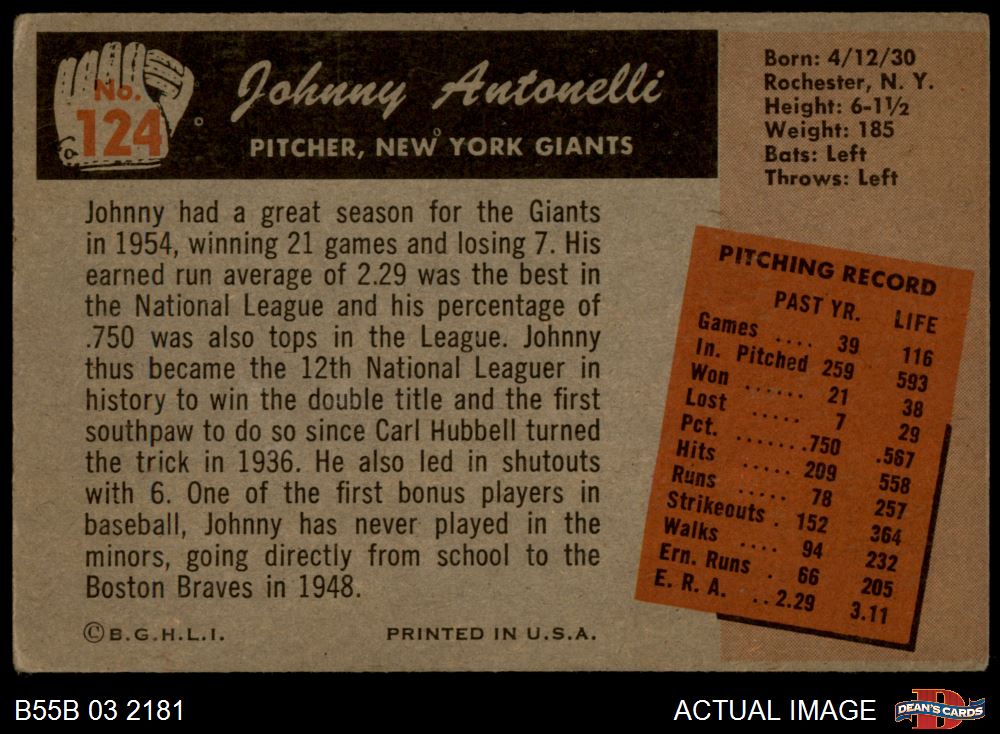 No.
124
Johnny Antonelli
PITCHER, NEW YORK GIANTS
Born: 4/12/30
Rochester, N. Y.
Height: 6-1½
Weight: 185
Bats: Left
Throws: Left
Johnny had a great season for the Giants
in 1954, winning 21 games and losing 7. His
earned run average of 2.29 was the best in
the National League and his percentage of
.750 was also tops in the League. Johnny
thus became the 12th National Leaguer in
history to win the double title and the first
southpaw to do so since Carl Hubbell turned
the trick in 1936. He also led in shutouts
with 6. One of the first bonus players in
baseball, Johnny has never played in the
minors, going directly from school to the
Boston Braves in 1948.
©B.G.H.L.I. PRINTED IN U.S.A.
PITCHING RECORD
PAST YR. LIFE
Games .... 39 116
In. Pitched 259 593
Won ...... 21 38
Lost ..... 7 29
Pct. .......750 .567
Hits ..... 209 558
Runs ..... 78 257
Strikeouts . 152 364
Walks .... 94 232
Ern. Runs . 66 205
E. R. A. ..2.29 3.11
B55B 03 2181
ACTUAL IMAGE
D
DEAN'S CARDS